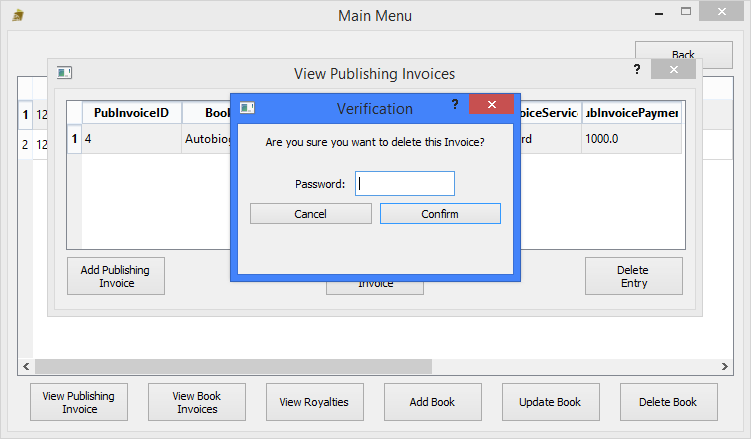 Main Menu
Back
View Publishing Invoices
?
Verification
?
PubInvoiceID
Book
oiceService
ubInvoicePaymen
1
4
Autobiog
rd
1000.0
1
12
2
12
Are you sure you want to delete this Invoice?
Password:
Cancel
Confirm
Add Publishing
Invoice
Invoice
Delete
Entry
View Publishing
Invoice
View Book
Invoices
View Royalties
Add Book
Update Book
Delete Book